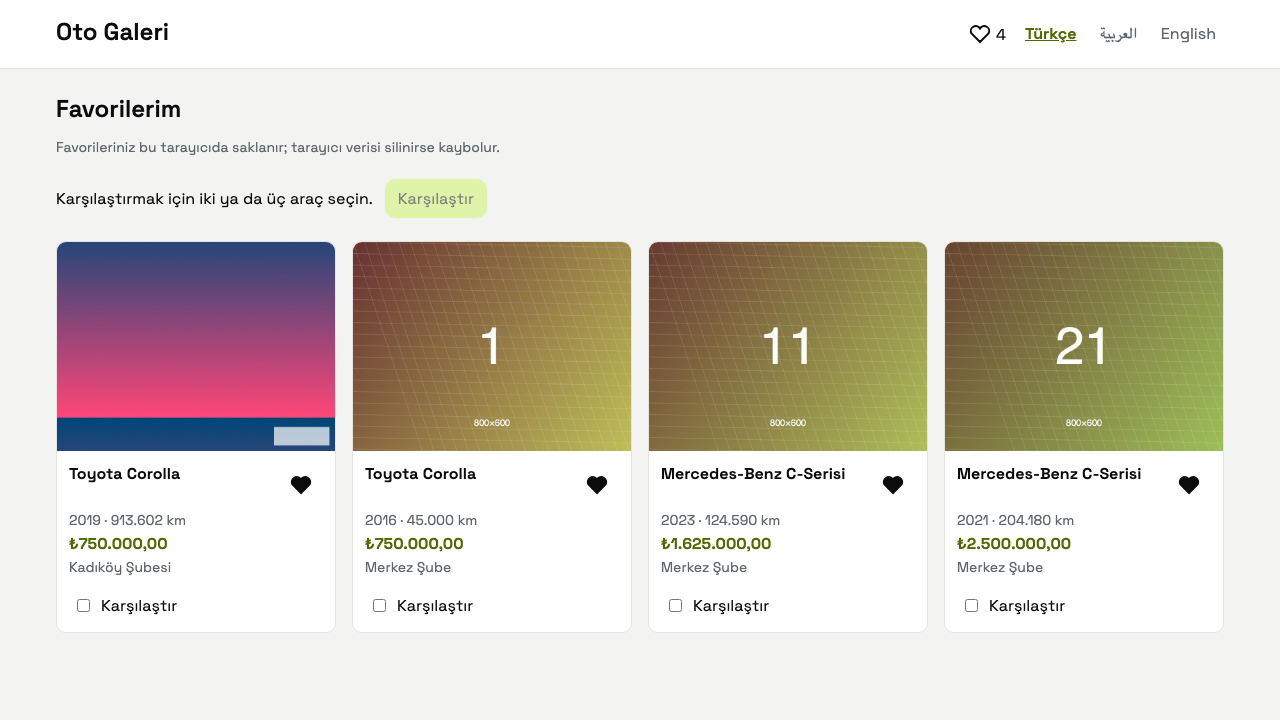 Oto Galeri
4 Türkçe العربية English
Favorilerim
Favorileriniz bu tarayıcıda saklanır; tarayıcı verisi silinirse kaybolur.
Karşılaştırmak için iki ya da üç araç seçin. Karşılaştır
Toyota Corolla
2019 · 913.602 km
₺750.000,00
Kadıköy Şubesi
Karşılaştır
1
800×600
Toyota Corolla
2016 · 45.000 km
₺750.000,00
Merkez Şube
Karşılaştır
11
800×600
Mercedes-Benz C-Serisi
2023 · 124.590 km
₺1.625.000,00
Merkez Şube
Karşılaştır
21
800×600
Mercedes-Benz C-Serisi
2021 · 204.180 km
₺2.500.000,00
Merkez Şube
Karşılaştır